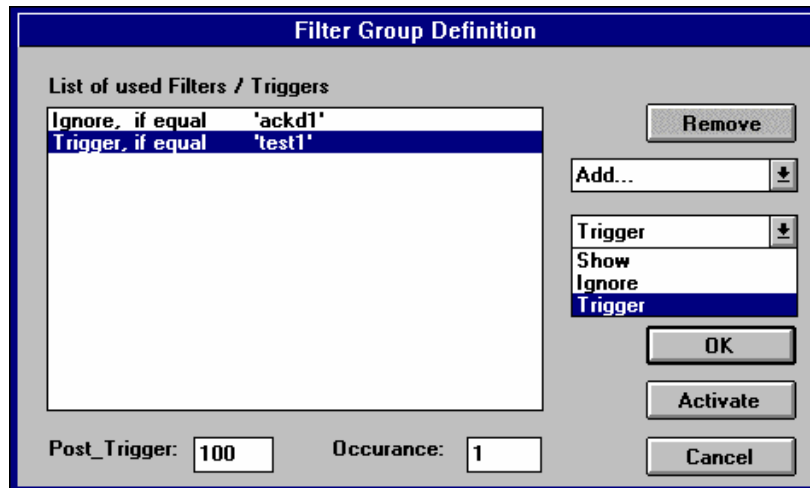 Filter Group Definition
List of used Filters / Triggers
Ignore, if equal 'ackd1'
Trigger, if equal 'test1'
Remove
Add...
Trigger
Show
Ignore
Trigger
OK
Activate
Post_Trigger: 100 Occurance: 1
Cancel